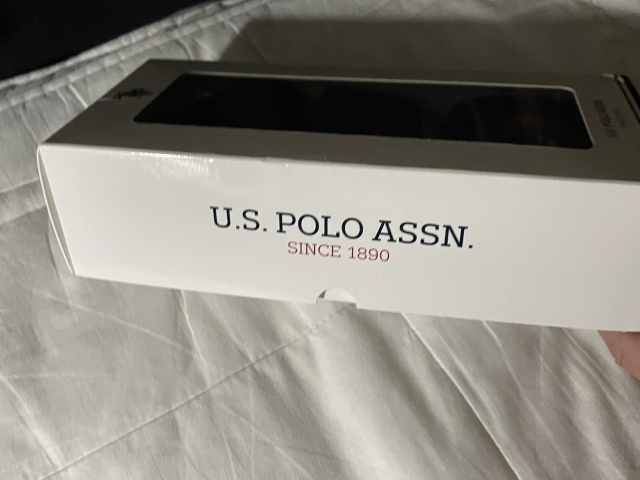 U.S. POLO ASSN.
SINCE 1890